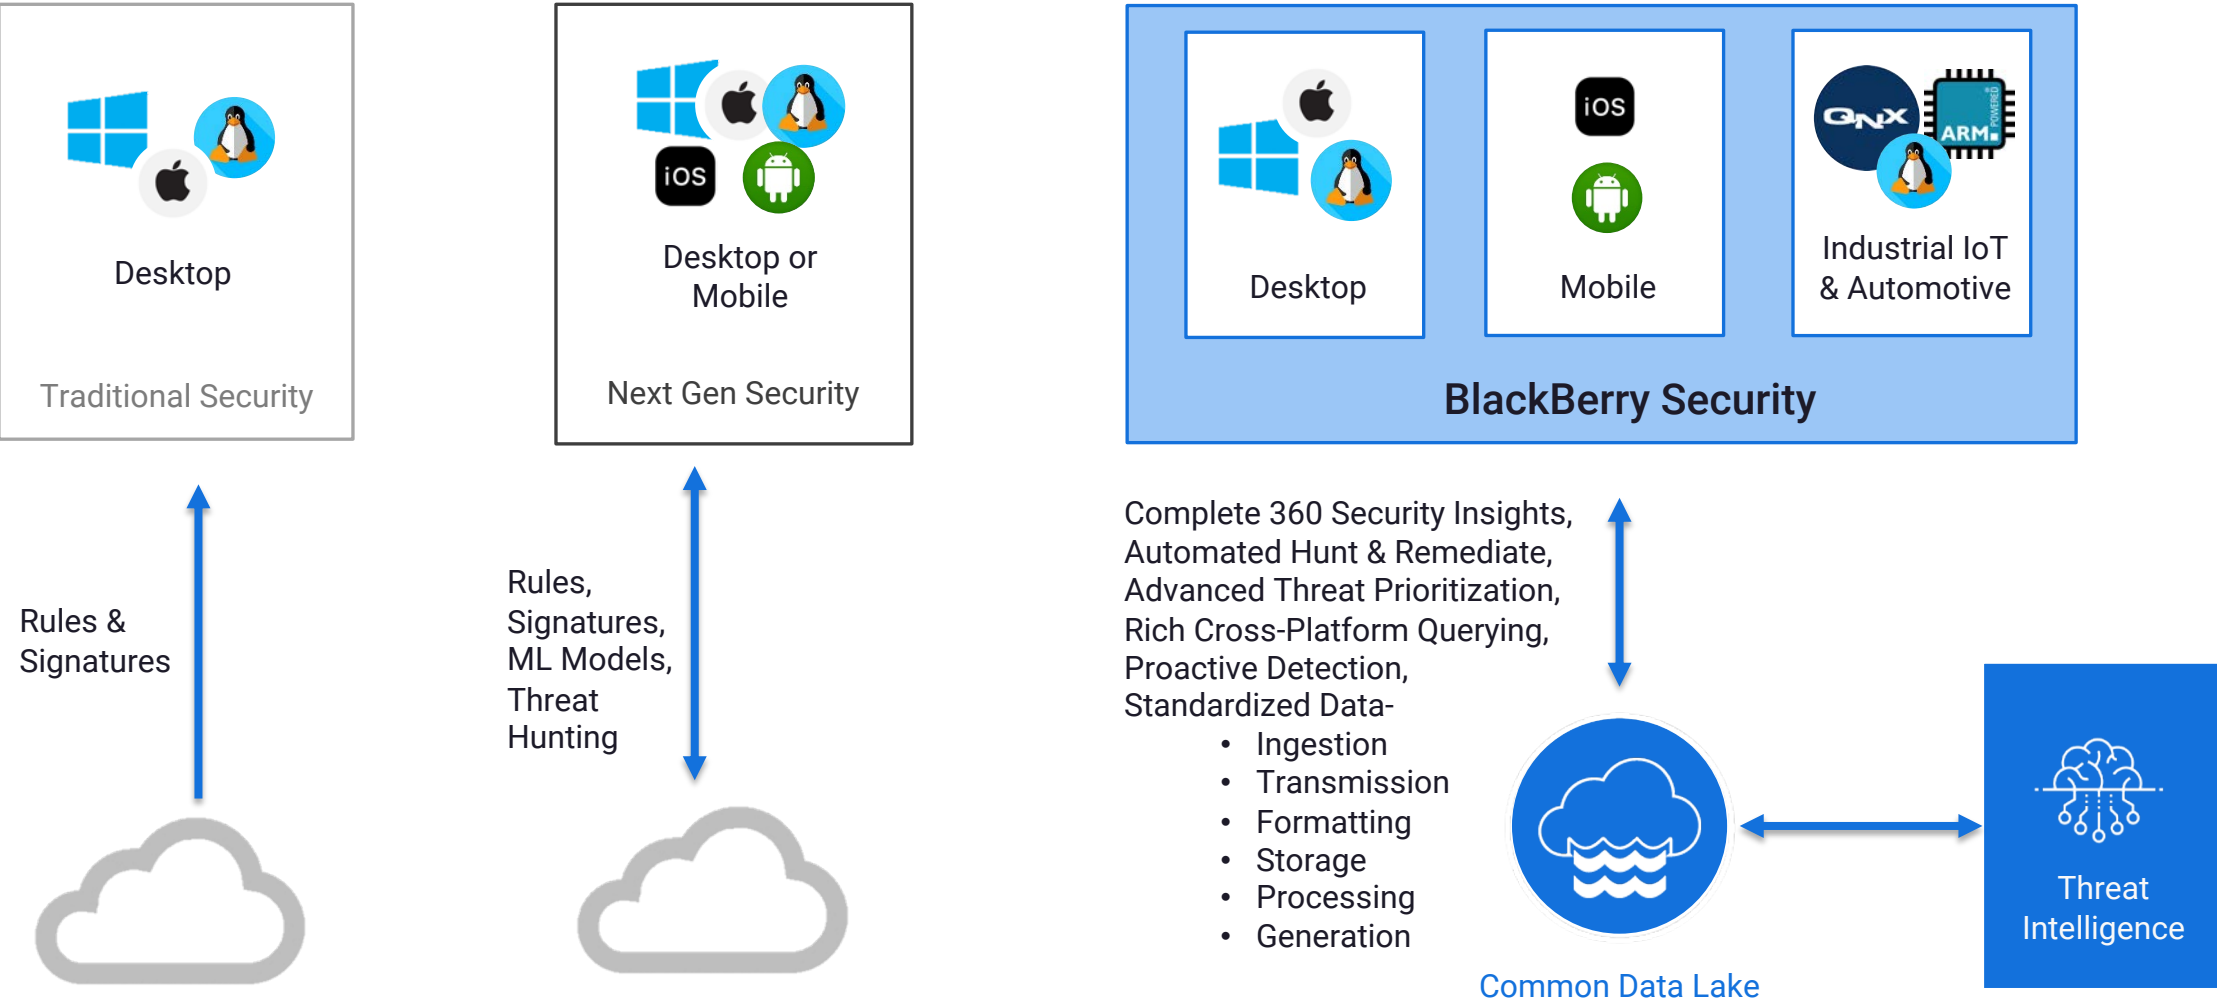 Desktop
Traditional Security
Rules &
Signatures
iOS
Desktop or
Mobile
Next Gen Security
Rules,
Signatures,
ML Models,
Threat
Hunting
Desktop
iOS
Mobile
QNX
ARM
POWERED
Industrial IoT
& Automotive
BlackBerry Security
Complete 360 Security Insights,
Automated Hunt & Remediate,
Advanced Threat Prioritization,
Rich Cross-Platform Querying,
Proactive Detection,
Standardized Data-
• Ingestion
• Transmission
• Formatting
• Storage
• Processing
• Generation
Common Data Lake
Threat
Intelligence